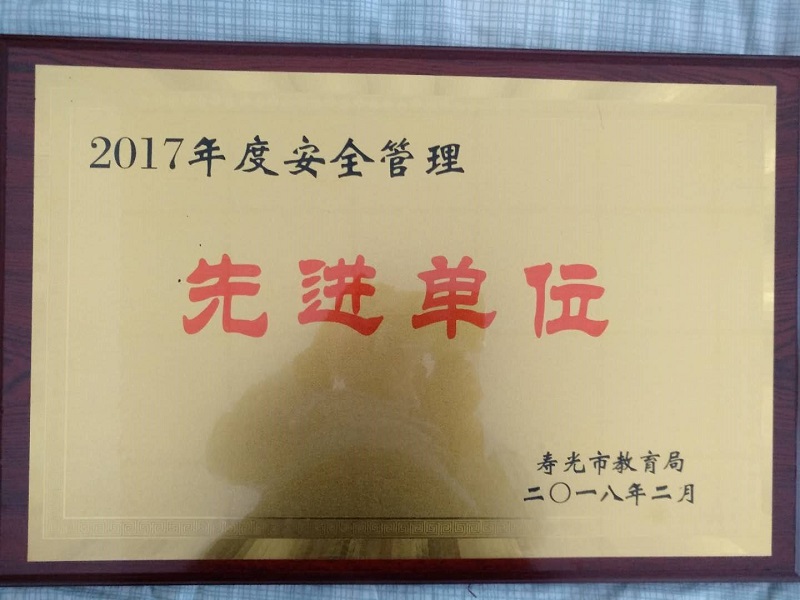 2017年度安全管理
先进单位
寿光市教育局
二〇一八年二月